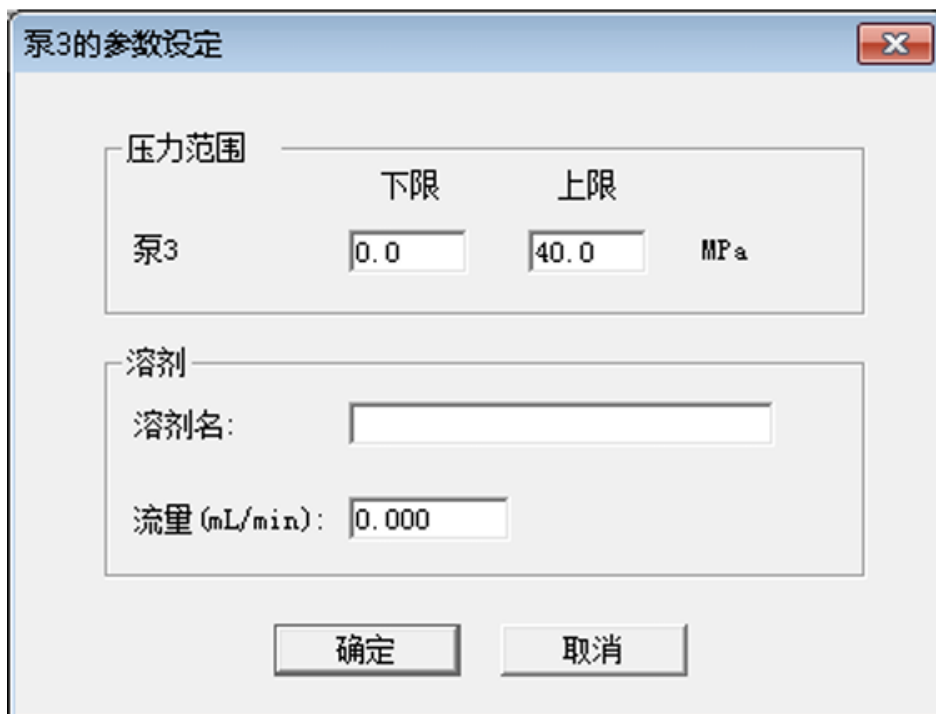 泵3的参数设定
压力范围
下限 上限
泵3 0.0 40.0 MPa
溶剂
溶剂名:
流量(mL/min): 0.000
确定 取消